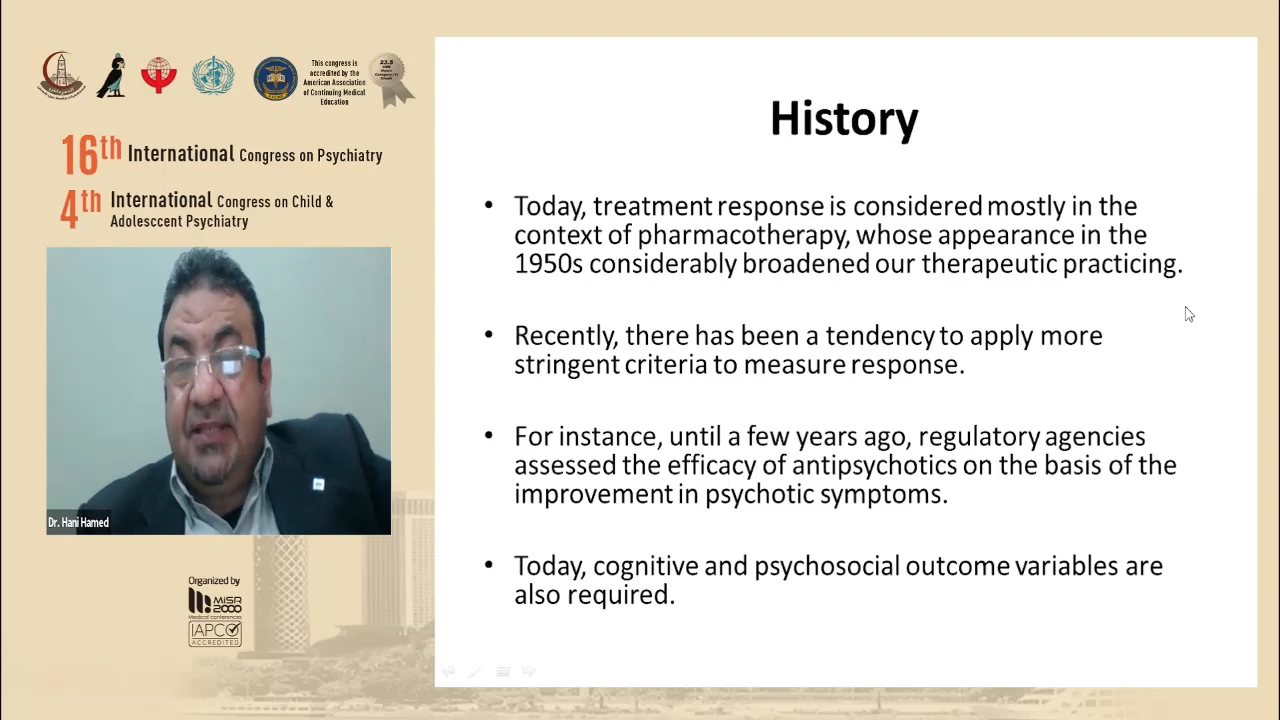 This congress is
accredited by the
American Association
of Continuing Medical
Education
23.5
16th International Congress on Psychiatry
4th International Congress on Child &
Adolesccent Psychiatry
Dr. Hani Hamed
Organized by
MISR
2000
Medical conferences
IAPCO
ACCREDITED
History
• Today, treatment response is considered mostly in the
context of pharmacotherapy, whose appearance in the
1950s considerably broadened our therapeutic practicing.
• Recently, there has been a tendency to apply more
stringent criteria to measure response.
• For instance, until a few years ago, regulatory agencies
assessed the efficacy of antipsychotics on the basis of the
improvement in psychotic symptoms.
• Today, cognitive and psychosocial outcome variables are
also required.